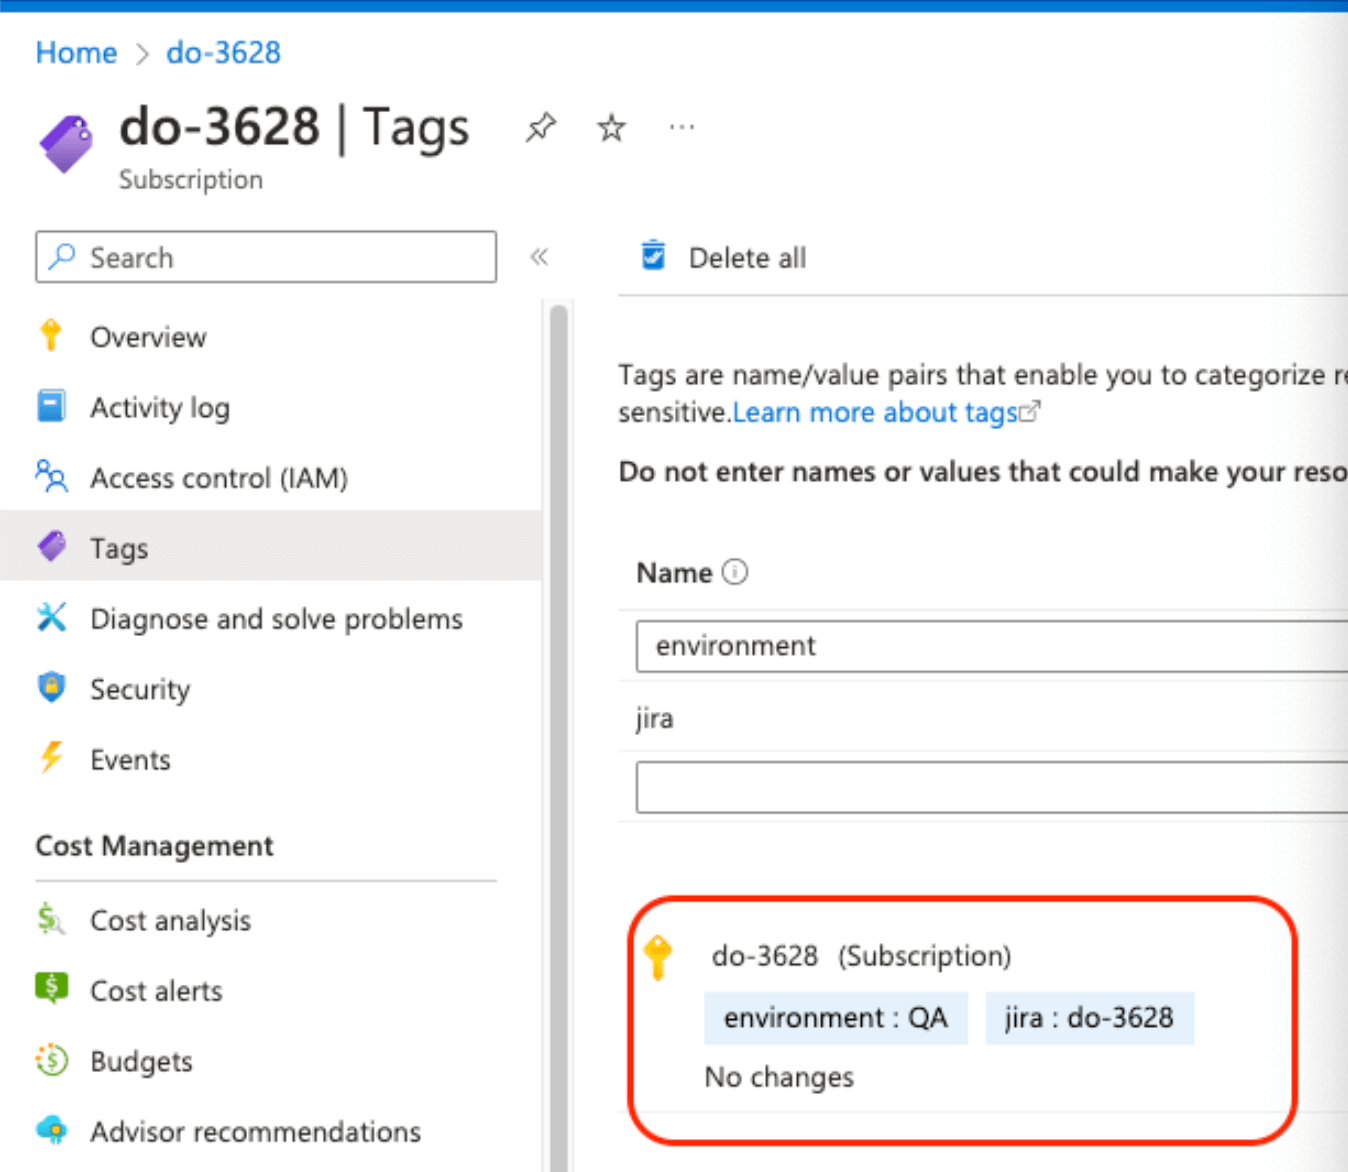 Home > do-3628
do-3628 | Tags
Subscription
Search
Delete all
Overview
Activity log
Access control (IAM)
Tags
Diagnose and solve problems
Security
Events
Cost Management
Cost analysis
Cost alerts
Budgets
Advisor recommendations
Tags are name/value pairs that enable you to categorize
sensitive.Learn more about tags
Do not enter names or values that could make your
Name
environment
jira
do-3628 (Subscription)
environment : QA jira : do-3628
No changes